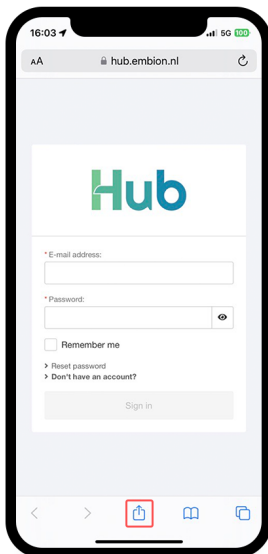 16:03 5G 100
AA hub.embion.nl
Hub
* E-mail address:
* Password:
Remember me
> Reset password
> Don't have an account?
Sign in